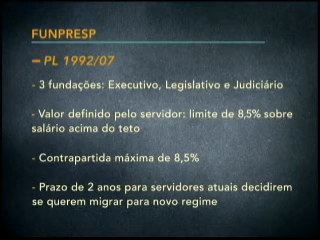 FUNPRESP
– PL 1992/07
- 3 fundações: Executivo, Legislativo e Judiciário
- Valor definido pelo servidor: limite de 8,5% sobre
salário acima do teto
- Contrapartida máxima de 8,5%
- Prazo de 2 anos para servidores atuais decidirem
se querem migrar para novo regime